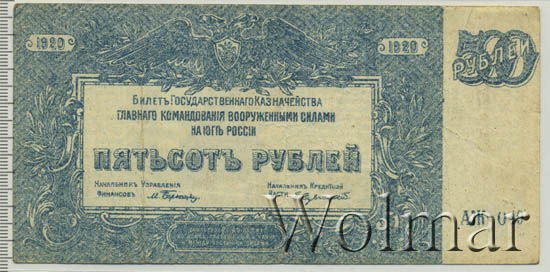 1920
1920
500
РУБЛЕЙ
БИЛЕТЪ ГОСУДАРСТВЕННАГО КАЗНАЧЕЙСТВА
ГЛАВНАГО КОМАНДОВАНІЯ ВООРУЖЕННЫМИ СИЛАМИ
НА ЮГѢ РОССІИ
ПЯТЬСОТЪ РУБЛЕЙ
НАЧАЛЬНИКЪ УПРАВЛЕНІЯ
ФИНАНСОВЪ
НАЧАЛЬНИКЪ КРЕДИТНОЙ
ЧАСТИ
Wolmar